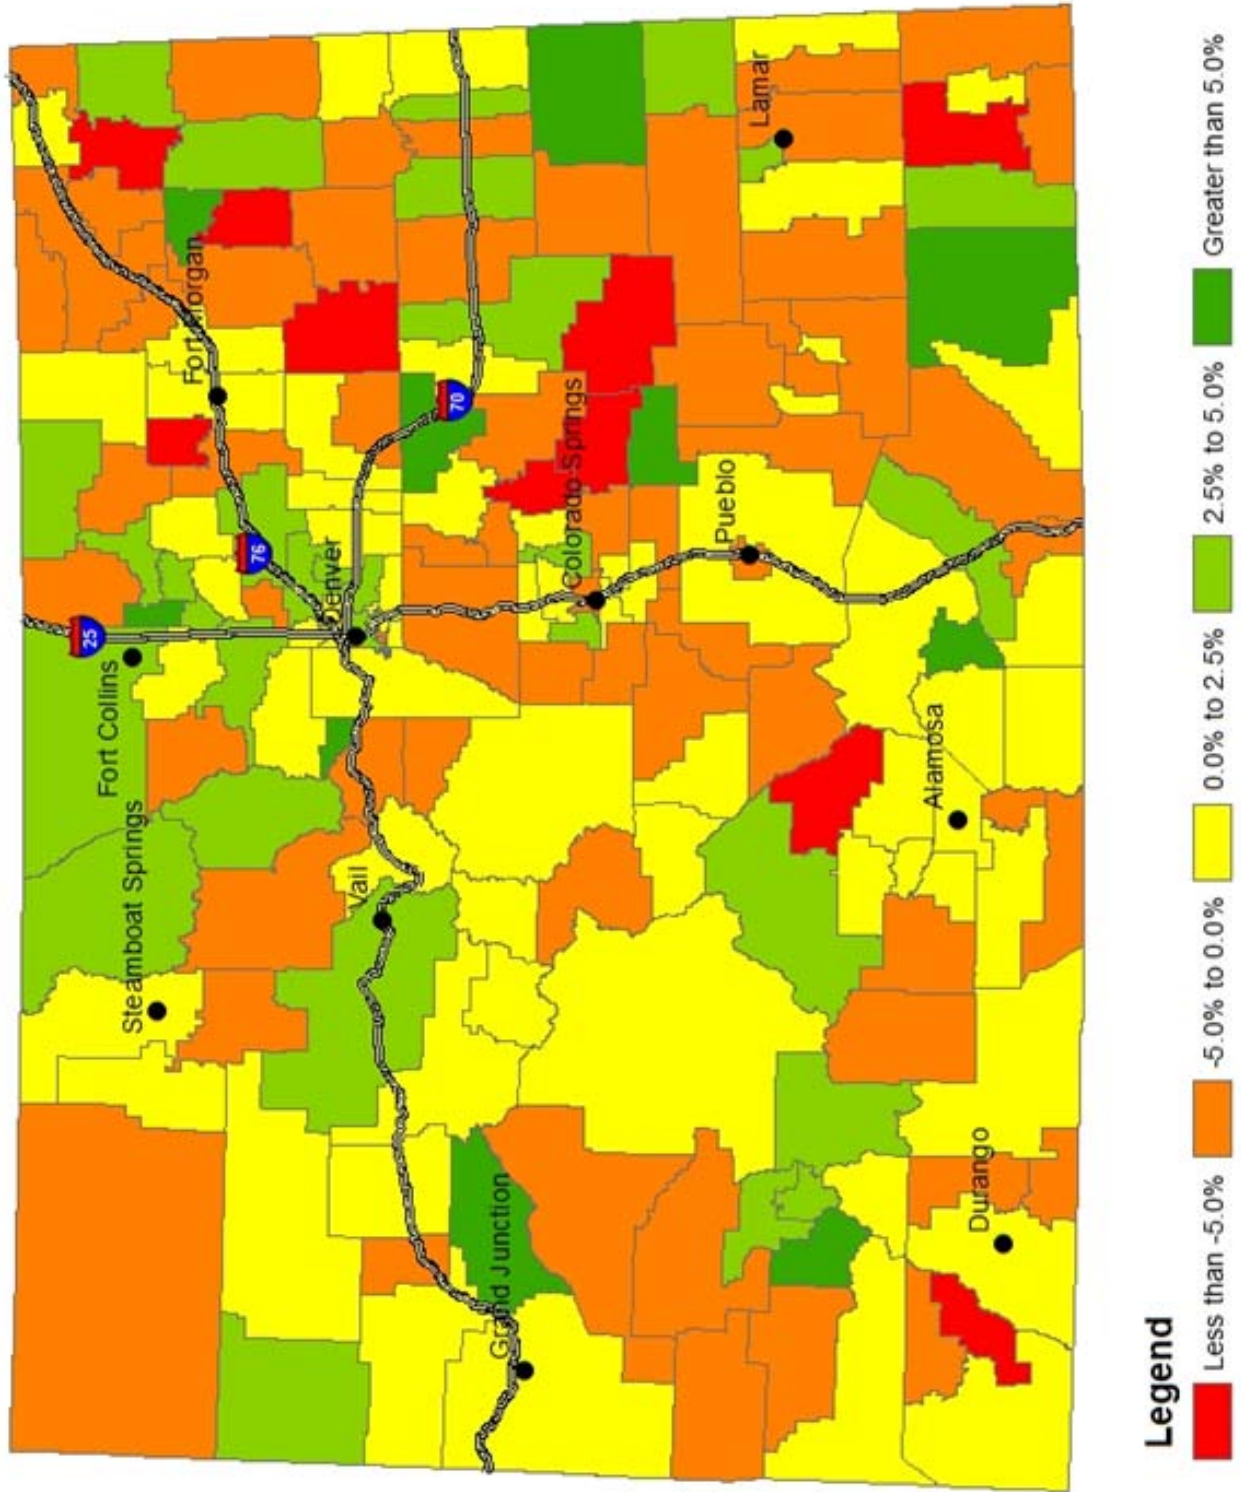 Steamboat Springs
Fort Collins
25
Fort Morgan
76
Denver
70
Vail
Grand Junction
Colorado Springs
Pueblo
Lamar
Alamosa
Durango
Legend
Less than -5.0%
-5.0% to 0.0%
0.0% to 2.5%
2.5% to 5.0%
Greater than 5.0%